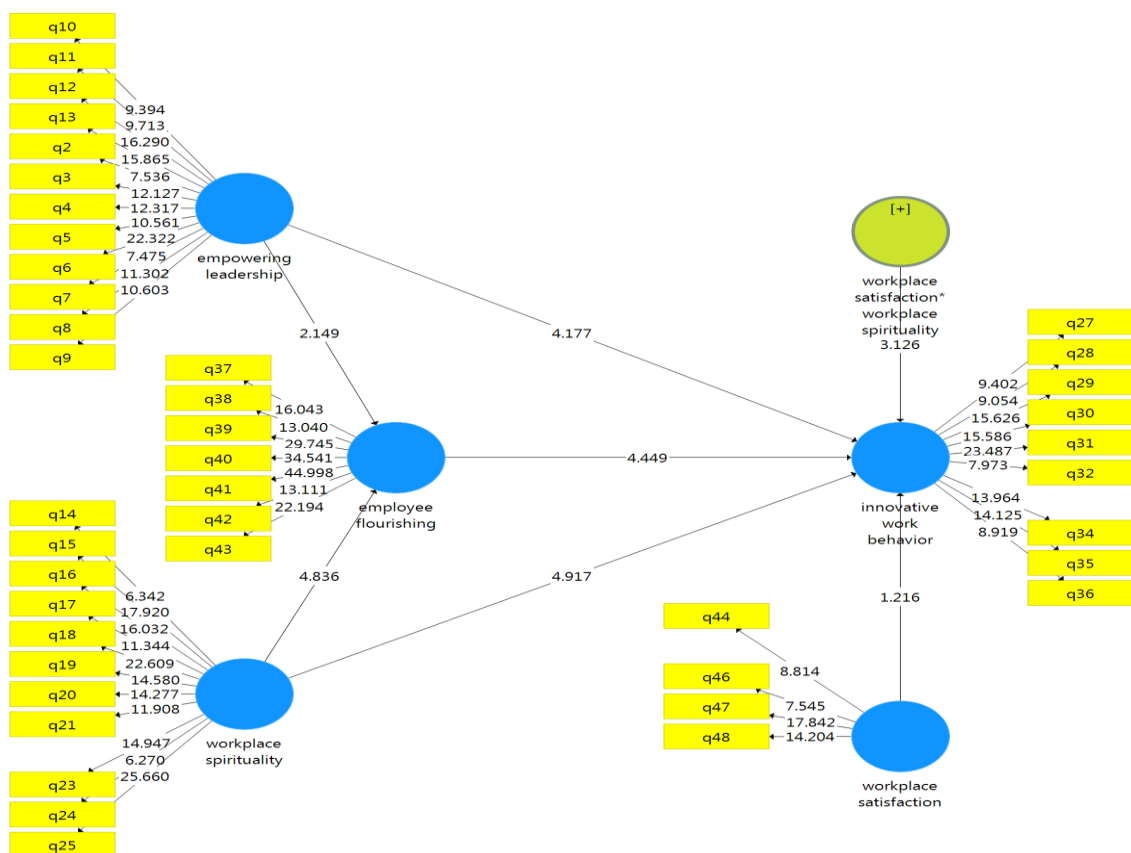 q10
q11
q12
q13
q2
q3
q4
q5
q6
q7
q8
q9
9.394
9.713
16.290
15.865
7.536
12.127
12.317
10.561
22.322
7.475
11.302
10.603
empowering
leadership
[+]
workplace
satisfaction*
workplace
spirituality
3.126
2.149
4.177
q37
q38
q39
q40
q41
q42
q43
16.043
13.040
29.745
34.541
44.998
13.111
22.194
employee
flourishing
4.449
q27
q28
q29
q30
q31
q32
q34
q35
q36
9.402
9.054
15.626
15.586
23.487
7.973
13.964
14.125
8.919
innovative
work
behavior
q14
q15
q16
q17
q18
q19
q20
q21
q23
q24
q25
6.342
17.920
16.032
11.344
22.609
14.580
14.277
11.908
14.947
6.270
25.660
workplace
spirituality
4.836
4.917
1.216
q44
q46
q47
q48
8.814
7.545
17.842
14.204
workplace
satisfaction